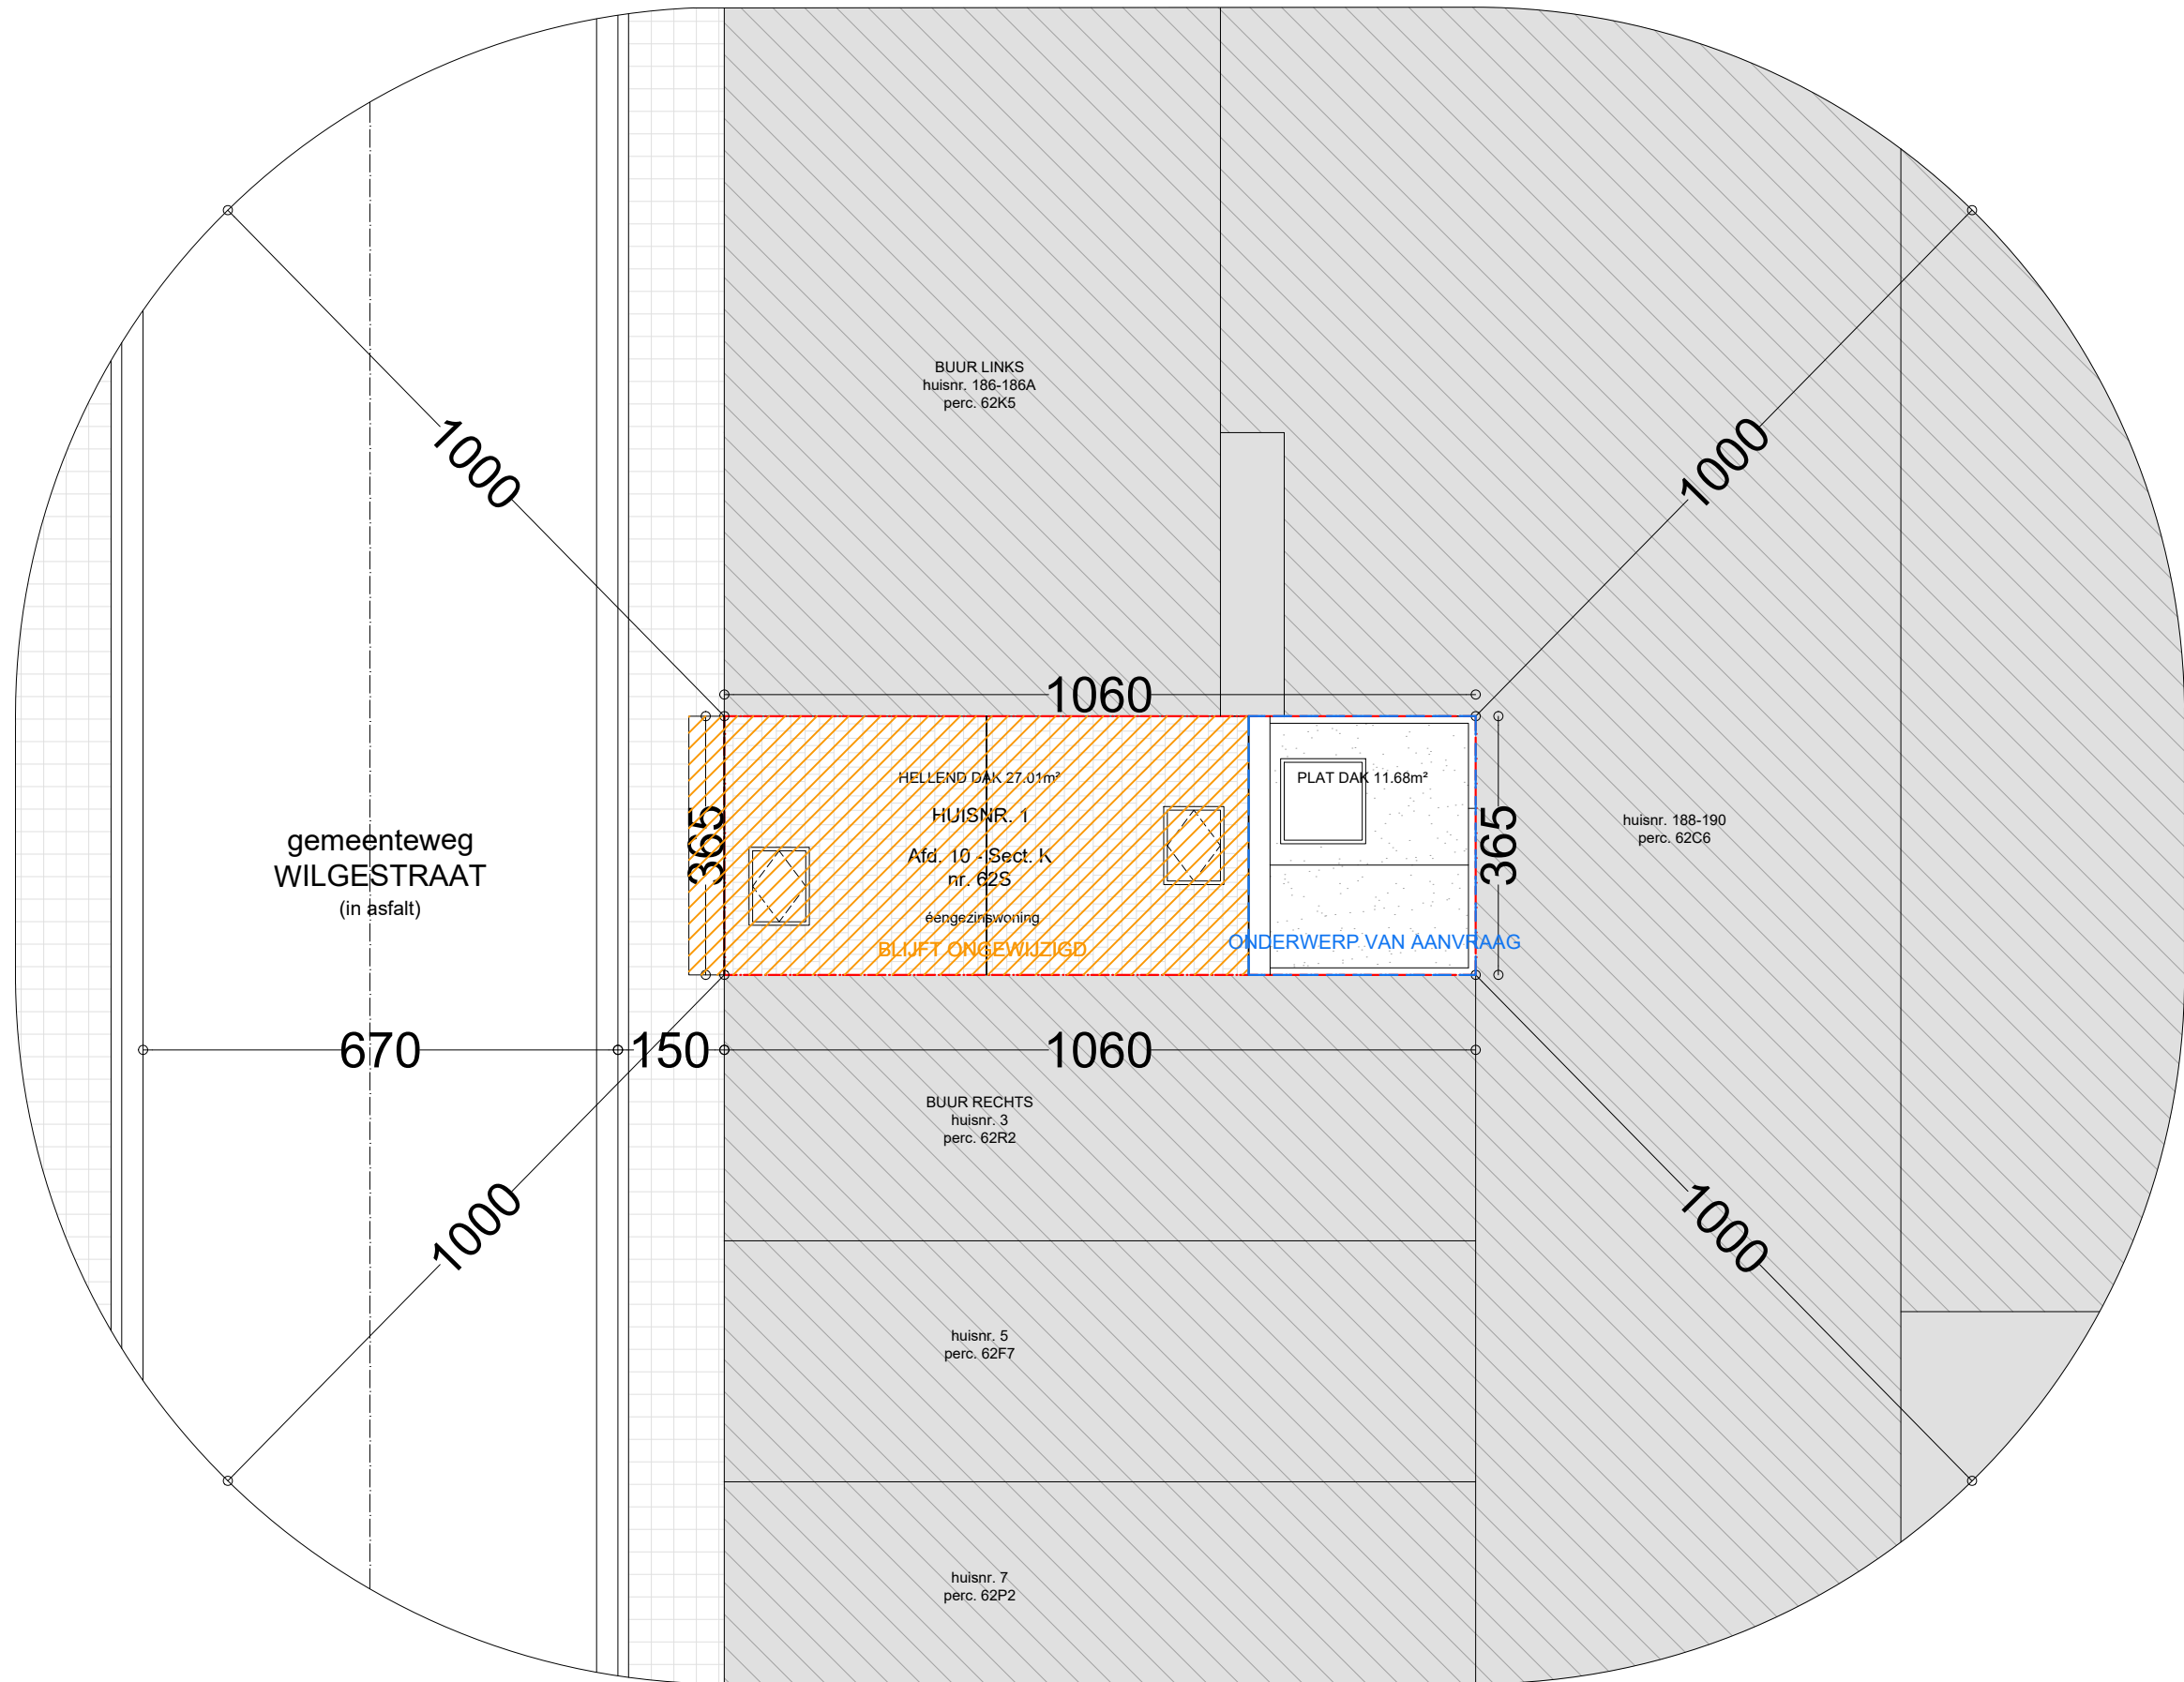 BUUR LINKS
huisnr. 186-186A
perc. 62K5
1000
1000
1060
HELLEND DAK 27.01m²
HUISNR. 1
Afd. 10 - Sect. K
nr. 62S
ééngezinswoning
BLIJFT ONGEWIJZIGD
PLAT DAK 11.68m²
ONDERWERP VAN AANVRAAG
365
365
huisnr. 188-190
perc. 62C6
gemeenteweg
WILGESTRAAT
(in asfalt)
670
150
1060
BUUR RECHTS
huisnr. 3
perc. 62R2
1000
1000
huisnr. 5
perc. 62F7
huisnr. 7
perc. 62P2